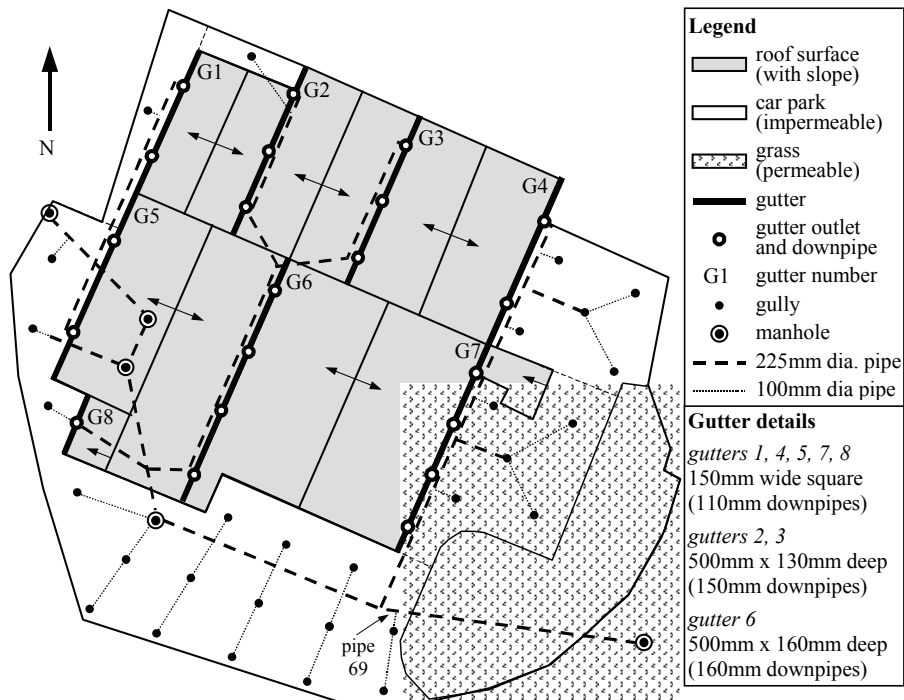 G1
G2
G3
G4
N
G5
G6
G7
G8
pipe
69
Legend
roof surface
(with slope)
car park
(impermeable)
grass
(permeable)
gutter
gutter outlet
and downpipe
G1 gutter number
gully
manhole
225mm dia. pipe
100mm dia pipe
Gutter details
gutters 1, 4, 5, 7, 8
150mm wide square
(110mm downpipes)
gutters 2, 3
500mm x 130mm deep
(150mm downpipes)
gutter 6
500mm x 160mm deep
(160mm downpipes)